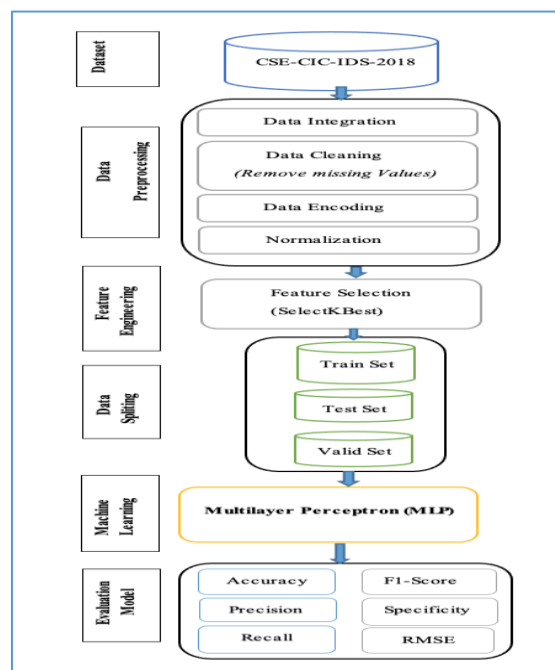 Dataset
CSE-CIC-IDS-2018
Data
Preprocessing
Data Integration
Data Cleaning
(Remove missing Values)
Data Encoding
Normalization
Feature
Engineering
Feature Selection
(SelectKBest)
Data
Spliting
Train Set
Test Set
Valid Set
Machine
Learning
Multilayer Perceptron (MLP)
Evaluation
Model
Accuracy
F1-Score
Precision
Specificity
Recall
RMSE